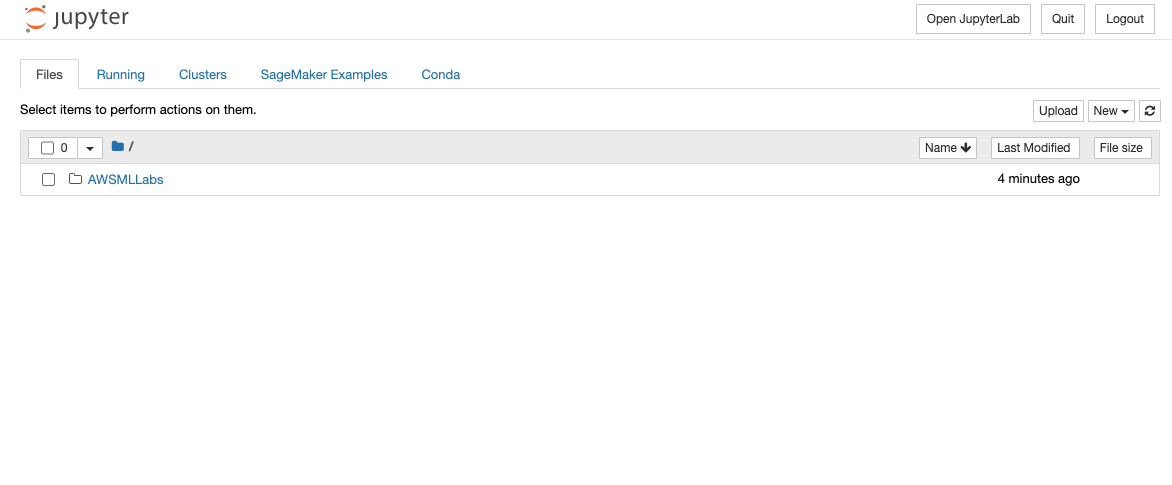 jupyter
Open JupyterLab Quit Logout
Files Running Clusters SageMaker Examples Conda
Select items to perform actions on them.
Upload New
0 / Name Last Modified File size
AWSMLLabs 4 minutes ago